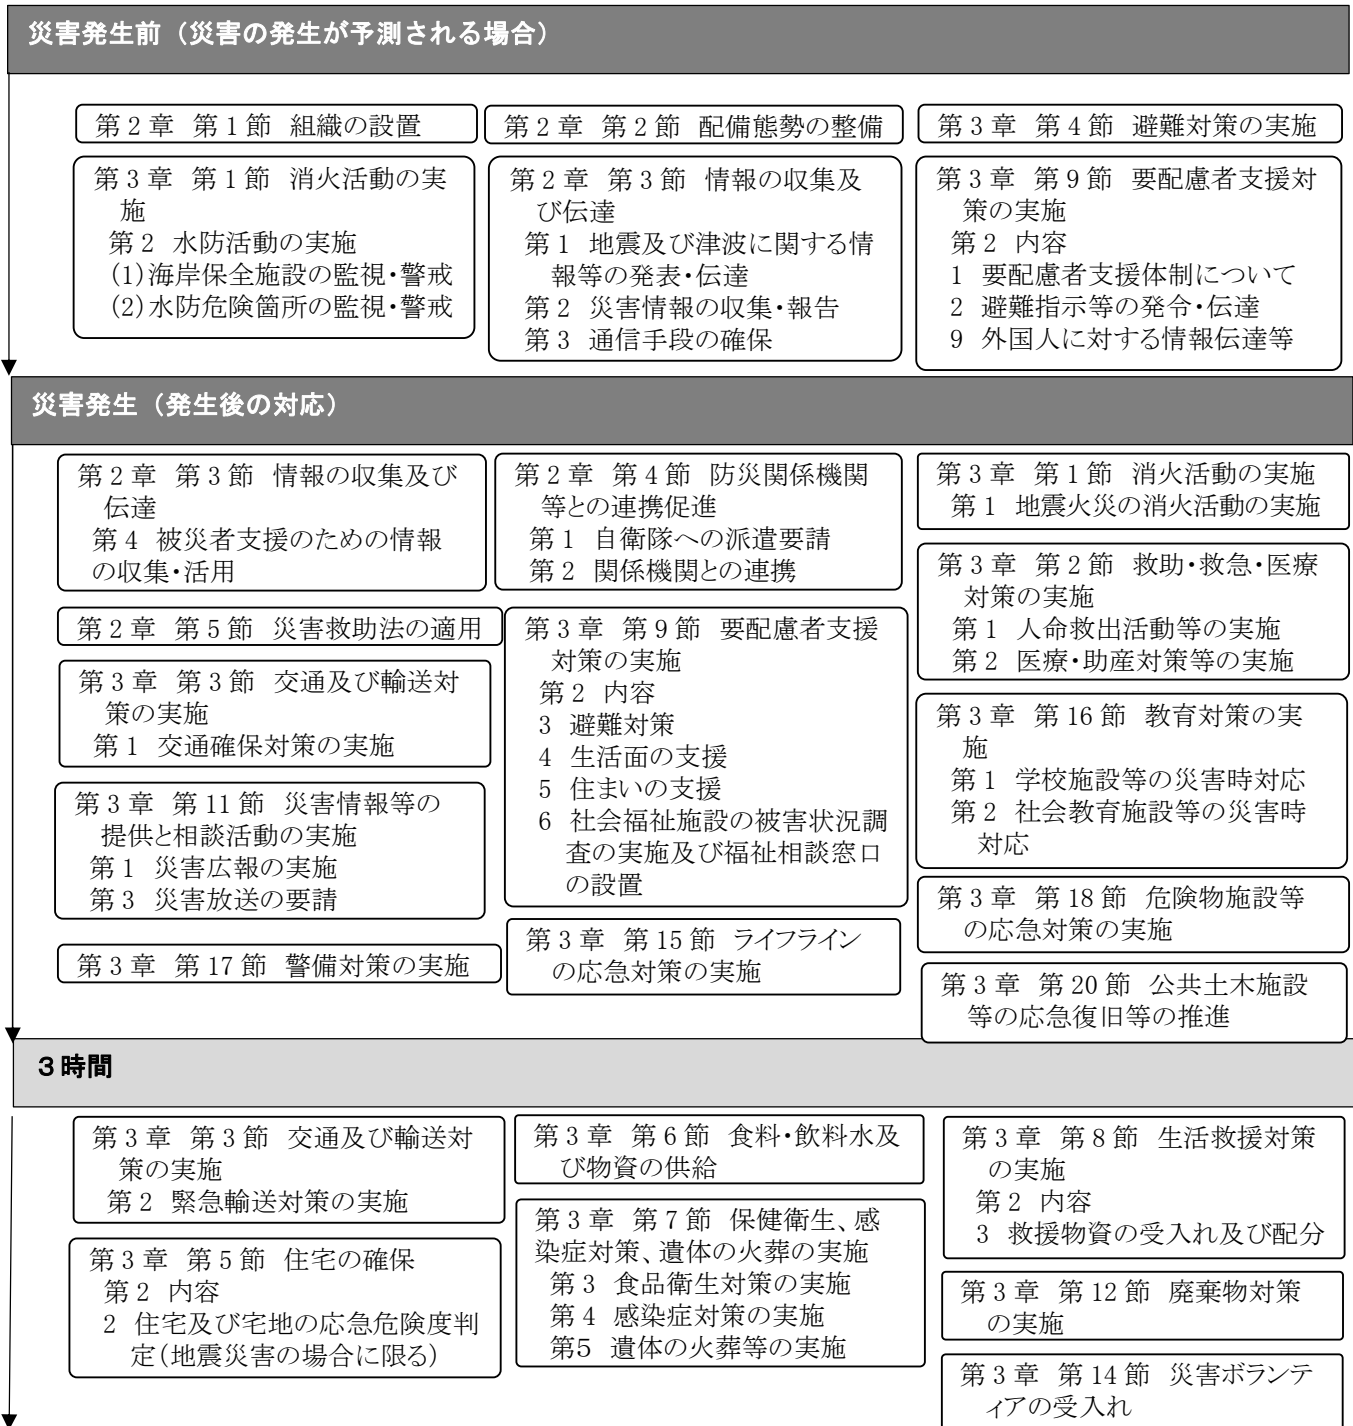 災害発生前（災害の発生が予測される場合）
第２章 第１節 組織の設置
第３章 第１節 消火活動の実
施
第２ 水防活動の実施
(１)海岸保全施設の監視・警戒
(２)水防危険箇所の監視・警戒
第２章 第２節 配備態勢の整備
第２章 第３節 情報の収集及
び伝達
第１ 地震及び津波に関する情
報等の発表・伝達
第２ 災害情報の収集・報告
第３ 通信手段の確保
第３章 第４節 避難対策の実施
第３章 第９節 要配慮者支援対
策の実施
第２ 内容
１ 要配慮者支援体制について
２ 避難指示等の発令・伝達
９ 外国人に対する情報伝達等
災害発生（発生後の対応）
第２章 第３節 情報の収集及び
伝達
第４ 被災者支援のための情報
の収集・活用
第２章 第５節 災害救助法の適用
第３章 第３節 交通及び輸送対
策の実施
第１ 交通確保対策の実施
第３章 第11節 災害情報等の
提供と相談活動の実施
第１ 災害広報の実施
第３ 災害放送の要請
第３章 第17節 警備対策の実施
第２章 第４節 防災関係機関
等との連携促進
第１ 自衛隊への派遣要請
第２ 関係機関との連携
第３章 第９節 要配慮者支援
対策の実施
第２ 内容
３ 避難対策
４ 生活面の支援
５ 住まいの支援
６ 社会福祉施設の被害状況調
査の実施及び福祉相談窓口
の設置
第３章 第15節 ライフライン
の応急対策の実施
第３章 第１節 消火活動の実施
第１ 地震火災の消火活動の実施
第３章 第２節 救助・救急・医療
対策の実施
第１ 人命救出活動等の実施
第２ 医療・助産対策等の実施
第３章 第16節 教育対策の実
施
第１ 学校施設等の災害時対応
第２ 社会教育施設等の災害時
対応
第３章 第18節 危険物施設等
の応急対策の実施
第３章 第20節 公共土木施設
等の応急復旧等の推進
３時間
第３章 第３節 交通及び輸送対
策の実施
第２ 緊急輸送対策の実施
第３章 第５節 住宅の確保
第２ 内容
２ 住宅及び宅地の応急危険度判
定(地震災害の場合に限る)
第３章 第６節 食料・飲料水及
び物資の供給
第３章 第７節 保健衛生、感
染症対策、遺体の火葬の実施
第３ 食品衛生対策の実施
第４ 感染症対策の実施
第５ 遺体の火葬等の実施
第３章 第８節 生活救援対策
の実施
第２ 内容
３ 救援物資の受入れ及び配分
第３章 第12節 廃棄物対策
の実施
第３章 第14節 災害ボランテ
ィアの受入れ